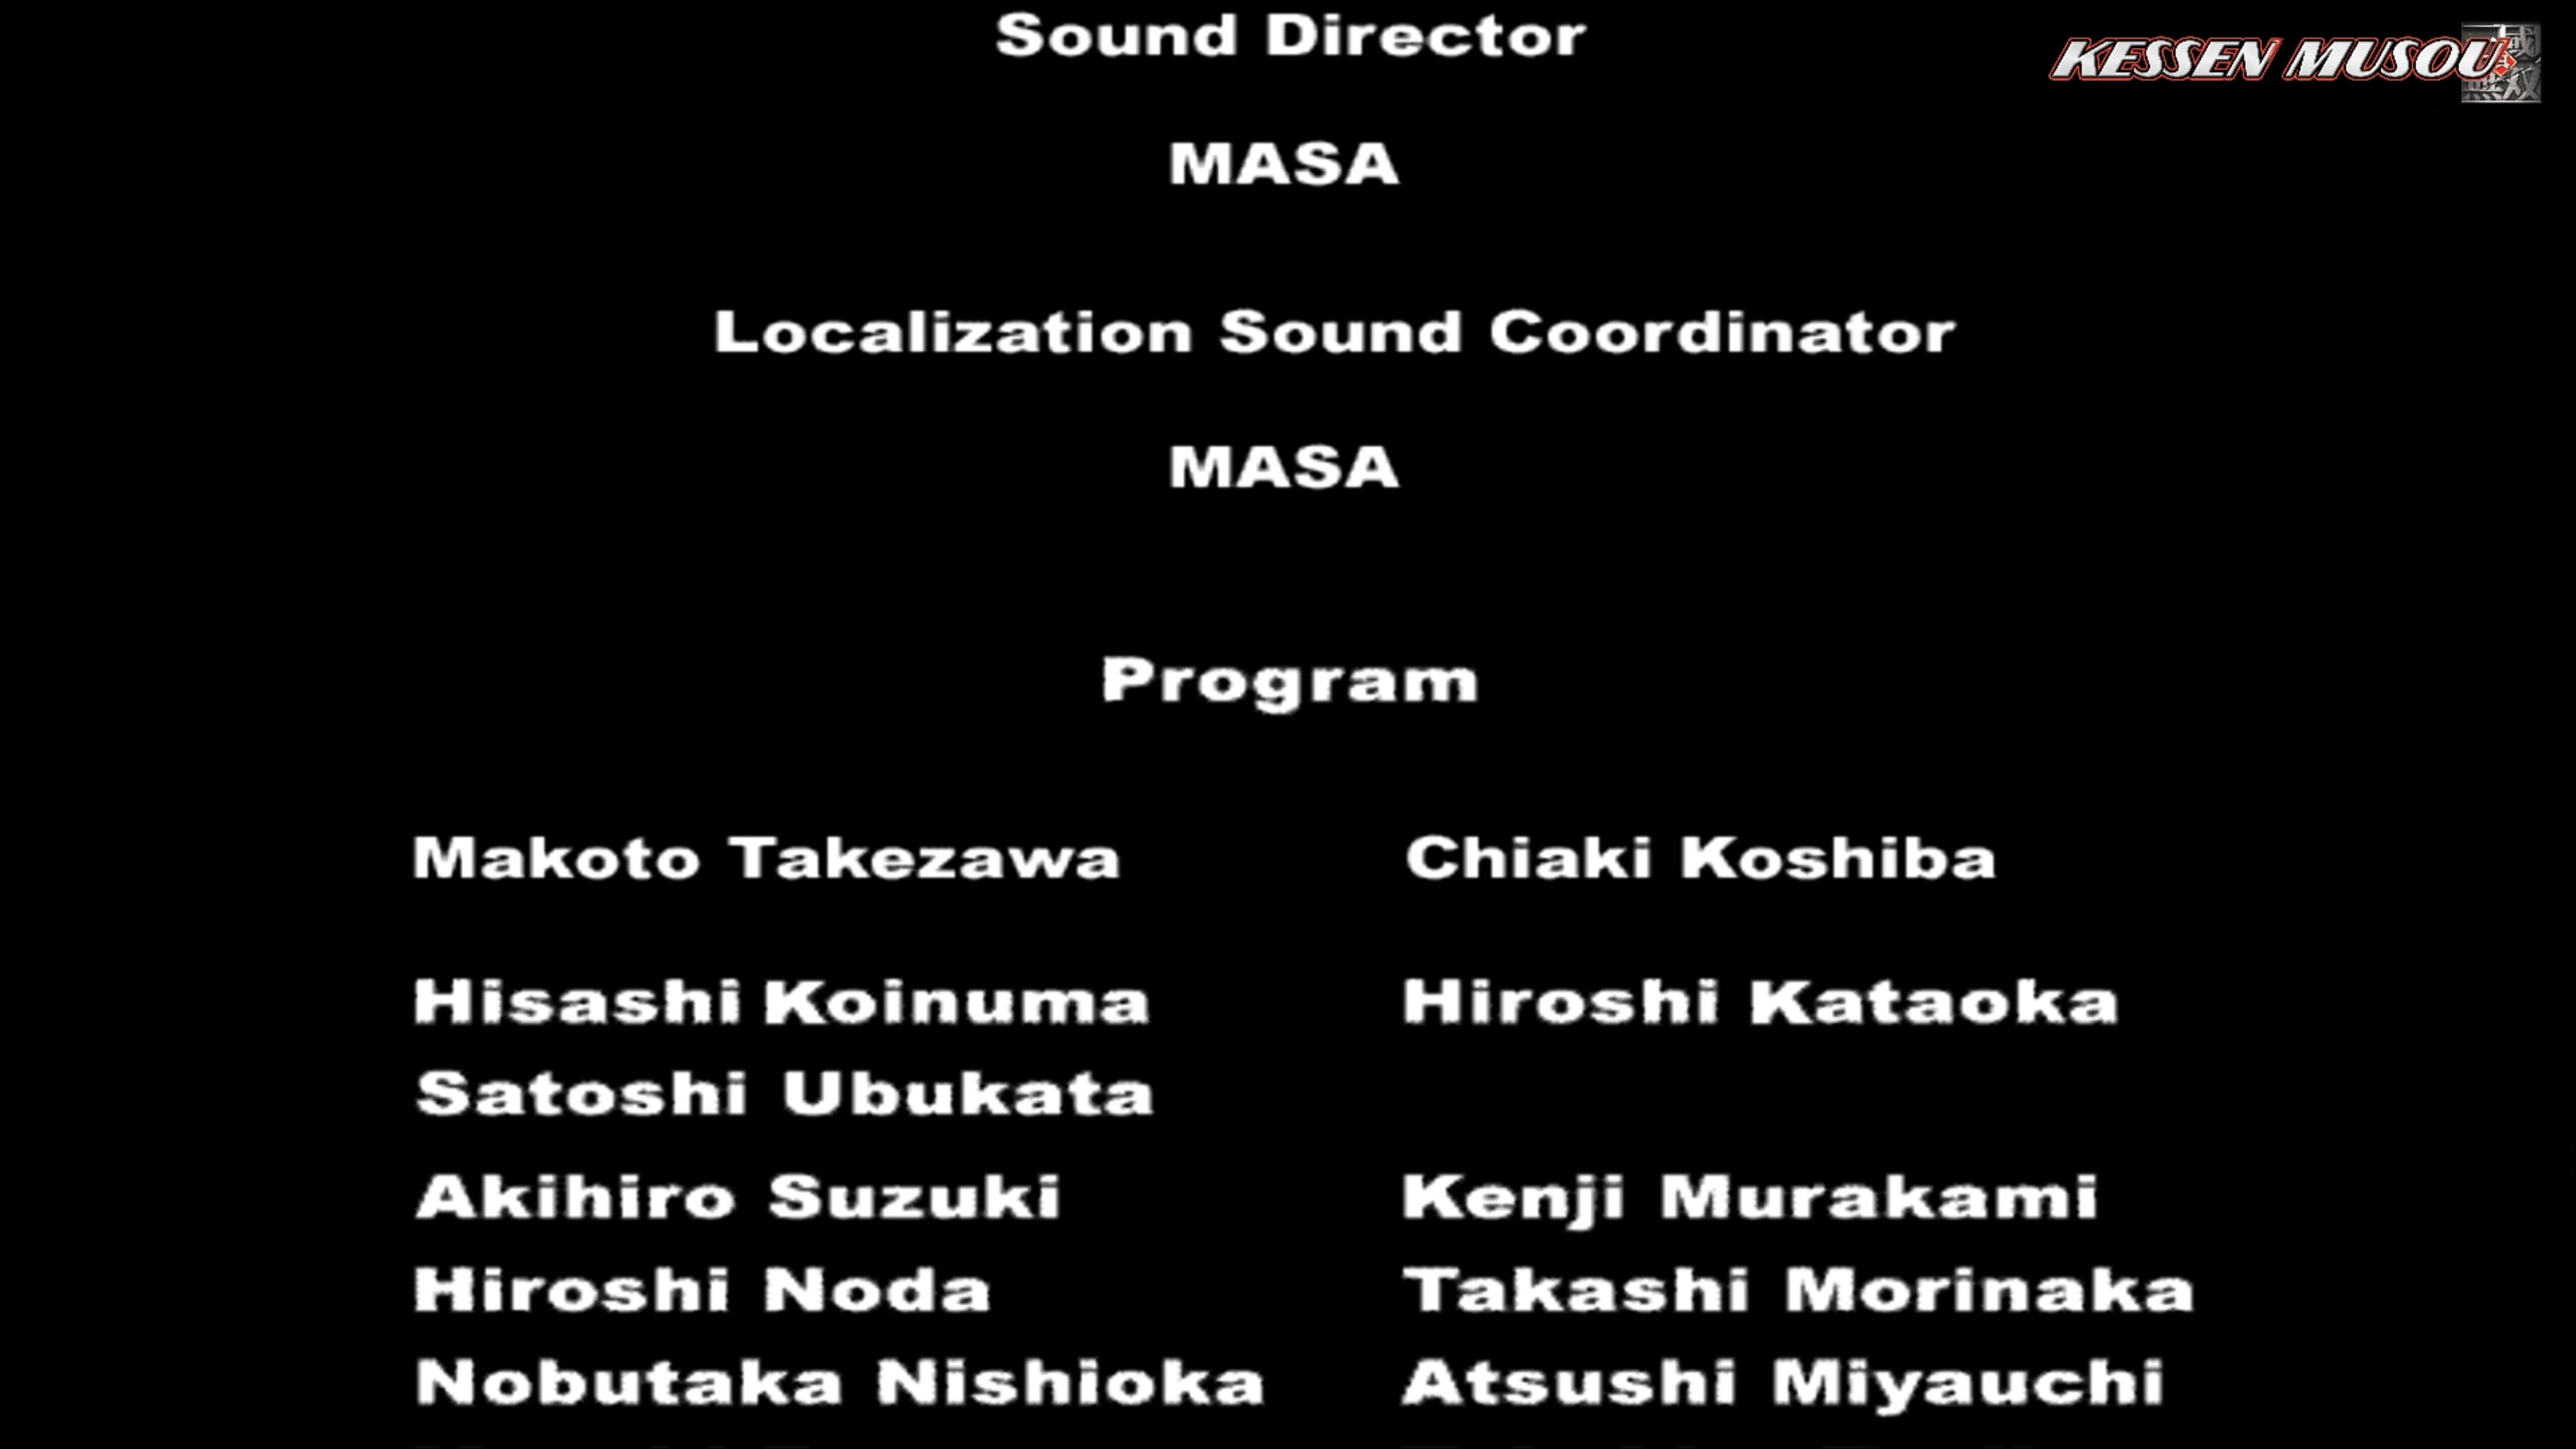 Sound Director
KESSEN MUSOU
MASA
Localization Sound Coordinator
MASA
Program
Makoto Takezawa Chiaki Koshiba
Hisashi Koinuma Hiroshi Kataoka
Satoshi Ubukata
Akihiro Suzuki Kenji Murakami
Hiroshi Noda Takashi Morinaka
Nobutaka Nishioka Atsushi Miyauchi